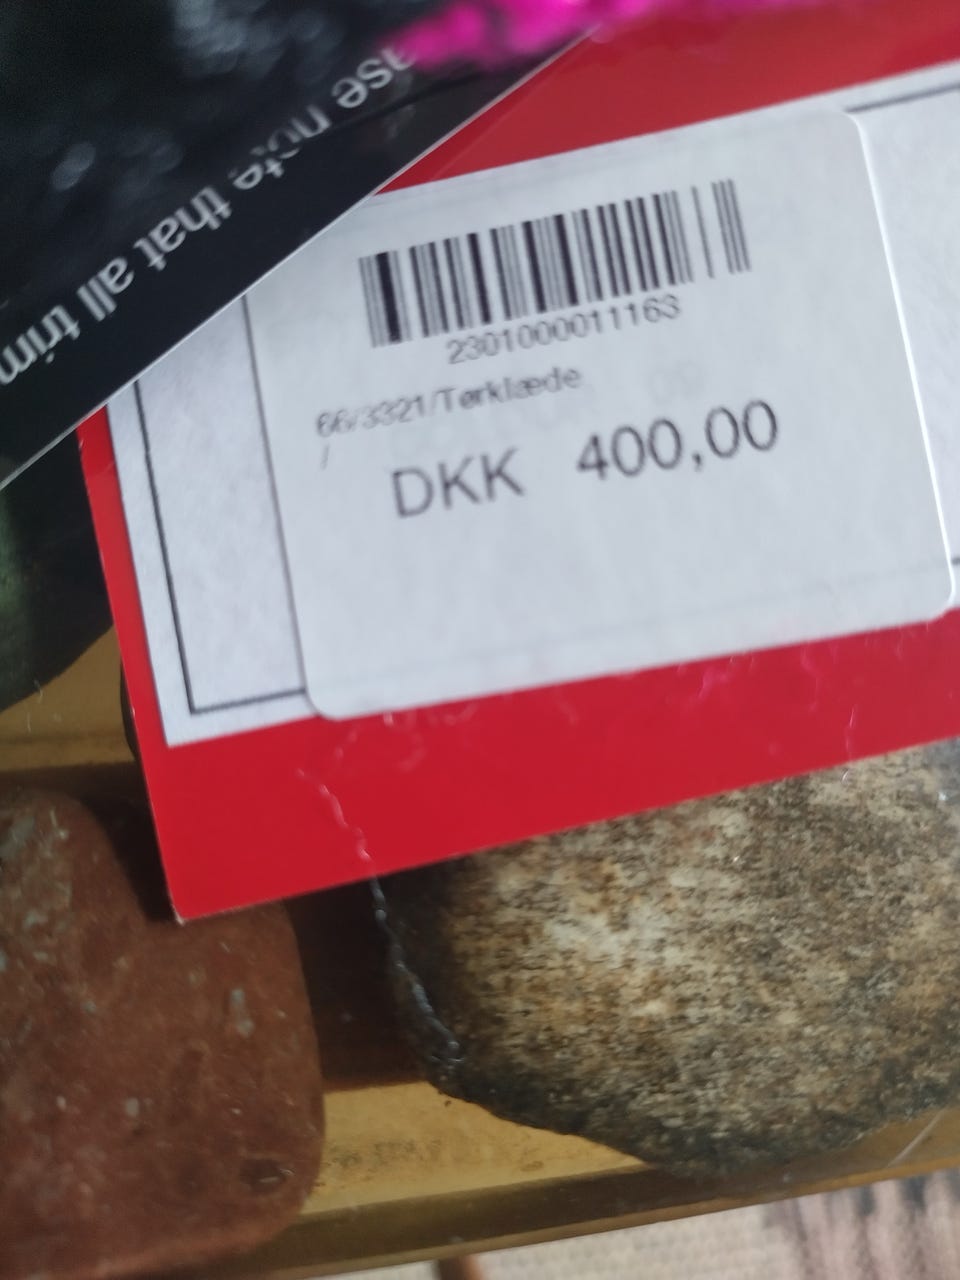 ase note that all trim
2301000011163
66/3321/Tørklæde
/
DKK 400,00